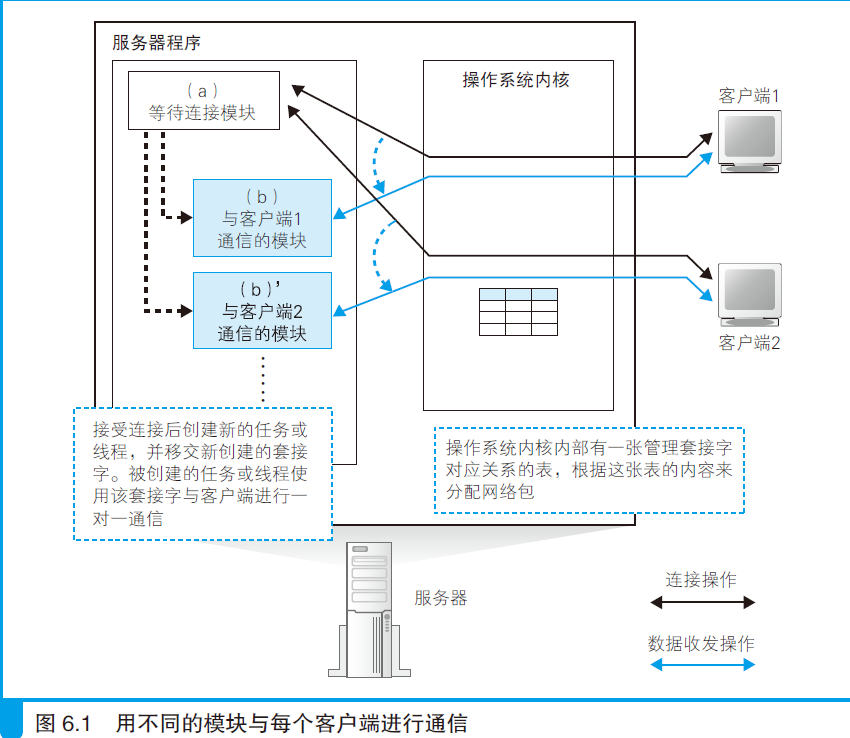 服务器程序
(a)
等待连接模块
操作系统内核
客户端1
(b)
与客户端1
通信的模块
(b)’
与客户端2
通信的模块
客户端2
接受连接后创建新的任务或
线程,并移交新创建的套接
字。被创建的任务或线程使
用该套接字与客户端进行一
对一通信
操作系统内核内部有一张管理套接字
对应关系的表,根据这张表的内容来
分配网络包
服务器
连接操作
数据收发操作
图 6.1 用不同的模块与每个客户端进行通信